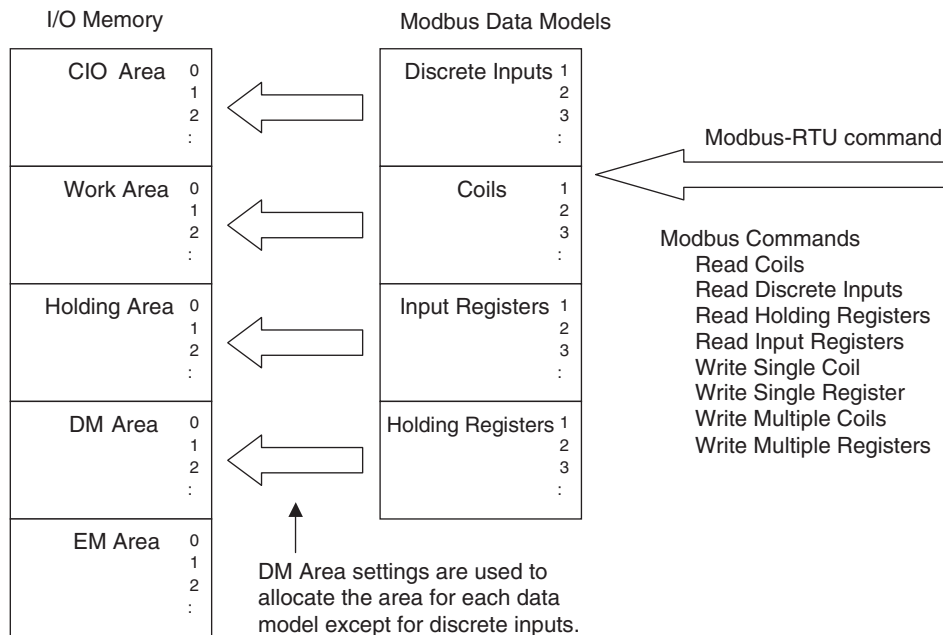 I/O Memory
CIO Area
0
1
2
:
Work Area
0
1
2
:
Holding Area
0
1
2
:
DM Area
0
1
2
:
EM Area
0
1
2
:
Modbus Data Models
Discrete Inputs
1
2
3
:
Coils
1
2
3
:
Input Registers
1
2
3
:
Holding Registers
1
2
3
:
DM Area settings are used to
allocate the area for each data
model except for discrete inputs.
Modbus-RTU command
Modbus Commands
Read Coils
Read Discrete Inputs
Read Holding Registers
Read Input Registers
Write Single Coil
Write Single Register
Write Multiple Coils
Write Multiple Registers